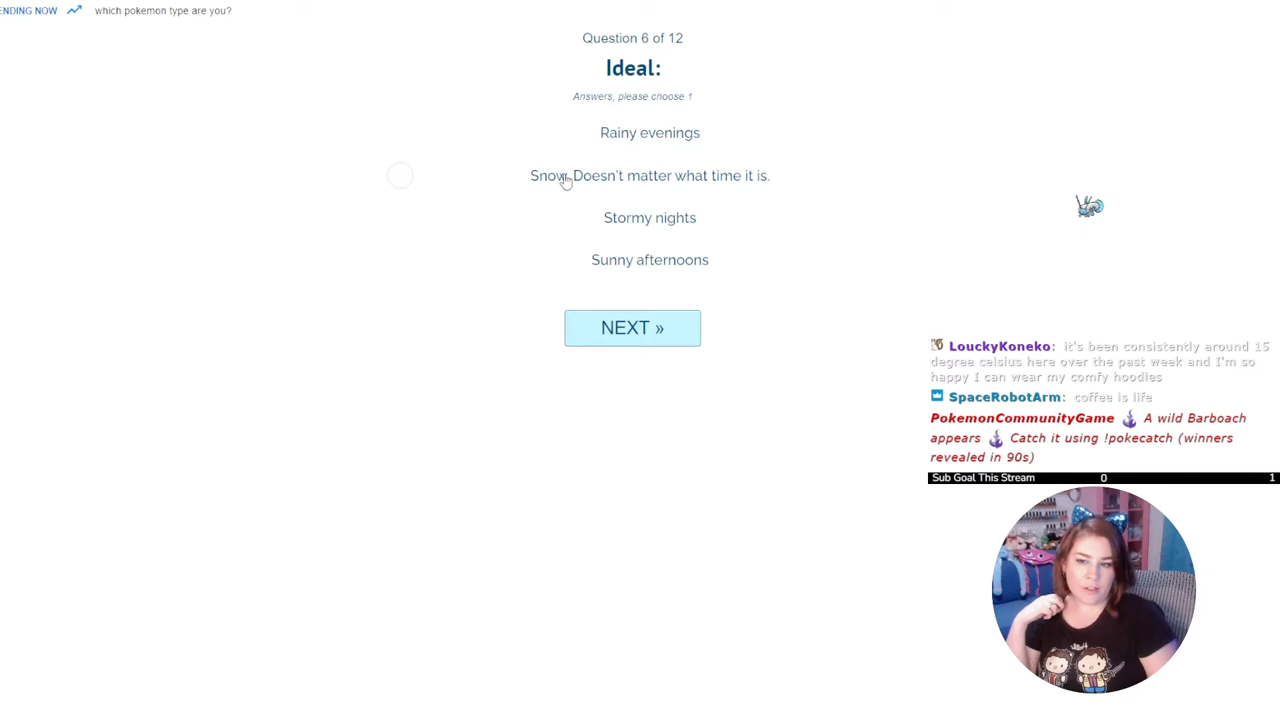 ENDING NOW which pokemon type are you?
Question 6 of 12
Ideal:
Answers, please choose 1
Rainy evenings
Snow. Doesn't matter what time it is.
Stormy nights
Sunny afternoons
NEXT »
LouckyKoneko: it's been consistently around 15
degree celsius here over the past week and I'm so
happy I can wear my comfy hoodies
SpaceRobotArm: coffee is life
PokemonCommunityGame A wild Barboach
appears Catch it using !pokecatch (winners
revealed in 90s)
Sub Goal This Stream 0 1